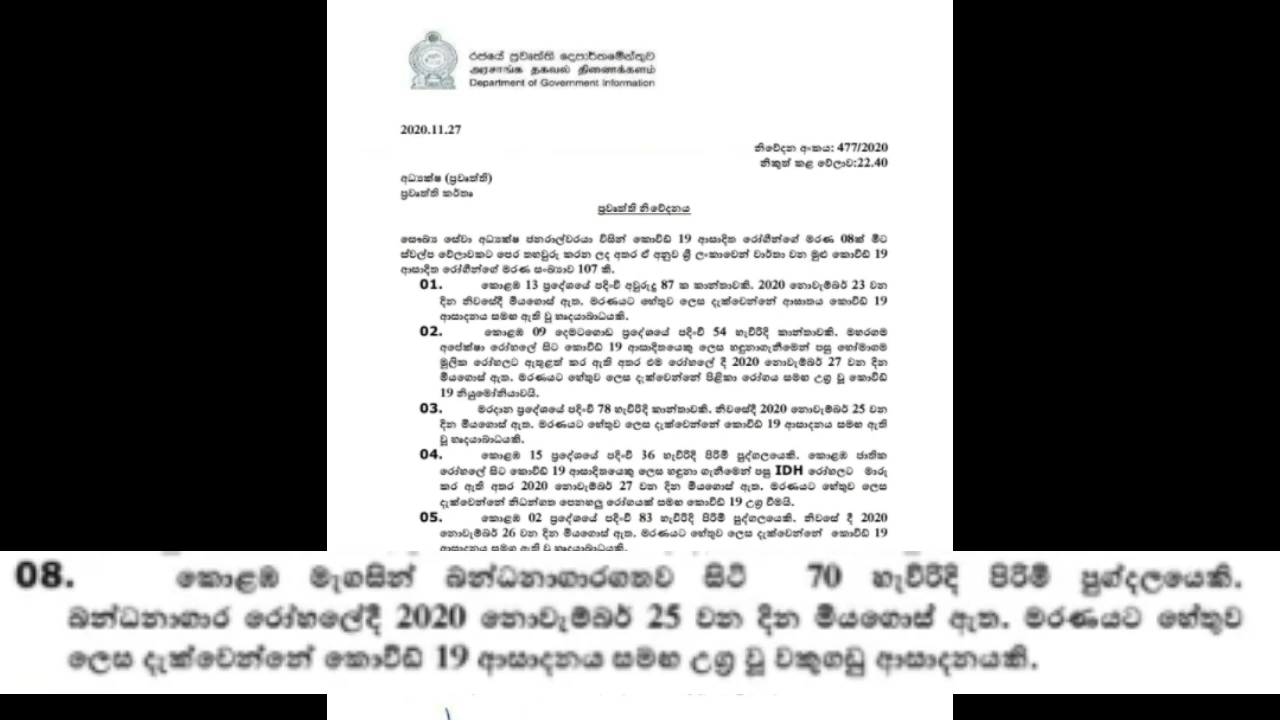 රජයේ ප්‍රවෘත්ති දෙපාර්තමේන්තුව
அரசாங்க தகவல் திணைக்களம்
Department of Government Information
2020.11.27
නිවේදන අංකය: 477/2020
නිකුත් කළ වේලාව:22.40
අධ්‍යක්ෂ (ප්‍රවෘත්ති)
ප්‍රවෘත්ති කර්තෘ
ප්‍රවෘත්ති නිවේදනය
සෞඛ්‍ය සේවා අධ්‍යක්ෂ ජනරාල්වරයා විසින් කොවිඩ් 19 ආසාදිත රෝගීන්ගේ මරණ 08ක් මීට
ස්වල්ප වේලාවකට පෙර තහවුරු කරන ලද අතර ඒ අනුව ශ්‍රී ලංකාවෙන් වාර්තා වන මුළු කොවිඩ් 19
ආසාදිත රෝගීන්ගේ මරණ සංඛ්‍යාව 107 කි.
01. කොළඹ 13 ප්‍රදේශයේ පදිංචි අවුරුදු 87 ක කාන්තාවකි. 2020 නොවැම්බර් 23 වන
දින නිවසේදී මියගොස් ඇත. මරණයට හේතුව ලෙස දැක්වෙන්නේ ආඝාතය කොවිඩ් 19
ආසාදනය සමඟ ඇති වූ හෘදයාබාධයකි.
02. කොළඹ 09 දෙමටගොඩ ප්‍රදේශයේ පදිංචි 54 හැවිරිදි කාන්තාවකි. මහරගම
අපේක්ෂා රෝහලේ සිට කොවිඩ් 19 ආසාදිතයෙකු ලෙස හඳුනාගැනීමෙන් පසු හෝමාගම
මූලික රෝහලට ඇතුළත් කර ඇති අතර එම රෝහලේ දී 2020 නොවැම්බර් 27 වන දින
මියගොස් ඇත. මරණයට හේතුව ලෙස දැක්වෙන්නේ පිළිකා රෝගය සමඟ උග්‍ර වූ කොවිඩ්
19 නියුමෝනියාවයි.
03. මරදාන ප්‍රදේශයේ පදිංචි 78 හැවිරිදි කාන්තාවකි. නිවසේදී 2020 නොවැම්බර් 25 වන
දින මියගොස් ඇත. මරණයට හේතුව ලෙස දැක්වෙන්නේ කොවිඩ් 19 ආසාදනය සමඟ ඇති
වූ හෘදයාබාධයකි.
04. කොළඹ 15 ප්‍රදේශයේ පදිංචි 36 හැවිරිදි පිරිමි පුද්ගලයෙකි. කොළඹ ජාතික
රෝහලේ සිට කොවිඩ් 19 ආසාදිතයෙකු ලෙස හඳුනා ගැනීමෙන් පසු IDH රෝහලට මාරු
කර ඇති අතර 2020 නොවැම්බර් 27 වන දින මියගොස් ඇත. මරණයට හේතුව ලෙස
දැක්වෙන්නේ නිධන්ගත පෙනහලු රෝගයක් සමඟ කොවිඩ් 19 උග්‍ර වීමයි.
05. කොළඹ 02 ප්‍රදේශයේ පදිංචි 83 හැවිරිදි පිරිමි පුද්ගලයෙකි. නිවසේ දී 2020
නොවැම්බර් 26 වන දින මියගොස් ඇත. මරණයට හේතුව ලෙස දැක්වෙන්නේ කොවිඩ් 19
ආසාදනය සමඟ ඇති වූ හෘදයාබාධයකි.
08. කොළඹ මැගසින් බන්ධනාගාරගතව සිටි 70 හැවිරිදි පිරිමි පුග්දලයෙකි.
බන්ධනාගාර රෝහලේදී 2020 නොවැම්බර් 25 වන දින මියගොස් ඇත. මරණයට හේතුව
ලෙස දැක්වෙන්නේ කොවිඩ් 19 ආසාදනය සමඟ උග්‍ර වූ වකුගඩු ආසාදනයකි.